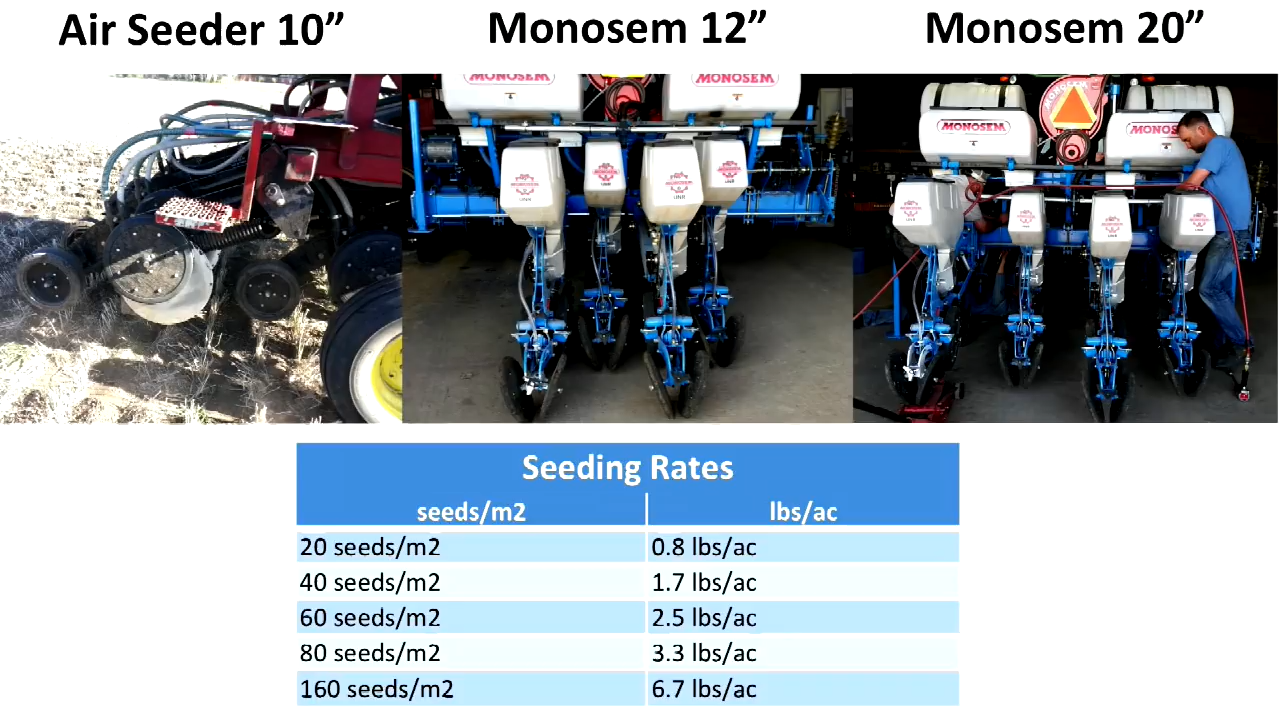 Air Seeder 10”
Monosem 12”
Monosem 20”
MONOSEM
MONOSEM
MONOSEM
MONOSEM
Seeding Rates
seeds/m2 lbs/ac
20 seeds/m2 0.8 lbs/ac
40 seeds/m2 1.7 lbs/ac
60 seeds/m2 2.5 lbs/ac
80 seeds/m2 3.3 lbs/ac
160 seeds/m2 6.7 lbs/ac